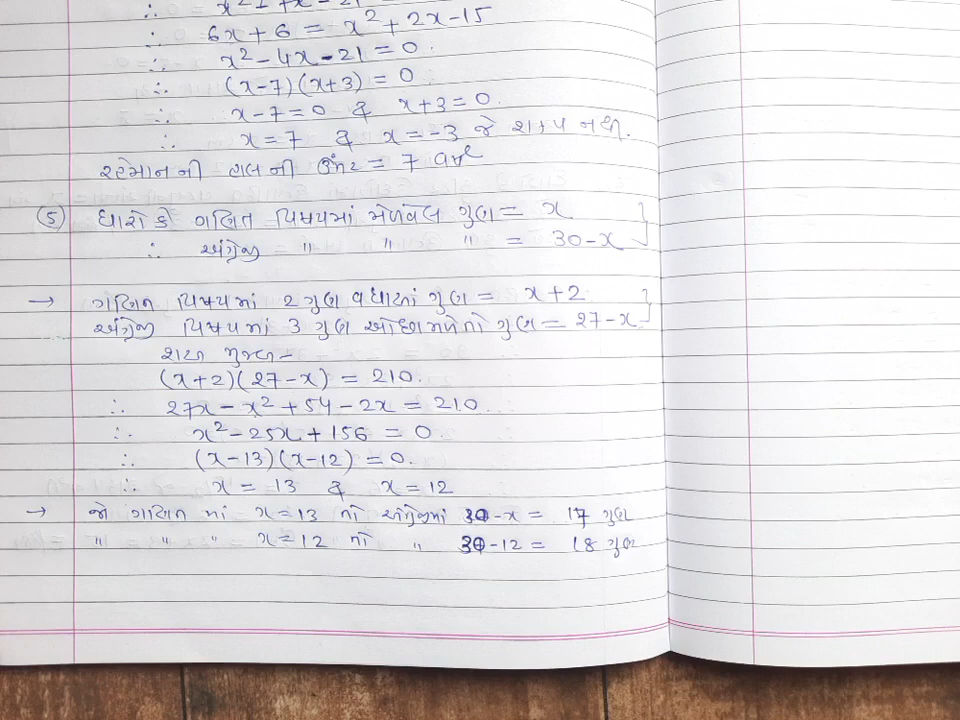 ∴ 6x + 6 = x² + 2x - 15
∴ x² - 4x - 21 = 0.
∴ (x-7)(x+3) = 0
∴ x-7=0 & x+3=0.
∴ x = 7 & x = -3 જે શક્ય નથી.
રહેમાનની હાલની ઉંમર = 7 વર્ષ
⑤ ધારો કે ગણિત વિષયમાં મેળવેલ ગુણ = x
∴ અંગ્રેજી " " " = 30-x
→ ગણિત વિષયમાં 2 ગુણ વધારતાં ગુણ = x+2
અંગ્રેજી વિષયમાં 3 ગુણ ઓછા મળે તો ગુણ = 27-x
શરત મુજબ -
(x+2)(27-x) = 210.
∴ 27x - x² + 54 - 2x = 210
∴ x² - 25x + 156 = 0.
∴ (x-13)(x-12) = 0.
∴ x = 13 & x = 12
→ જો ગણિત માં x=13 તો અંગ્રેજીમાં 30-x = 17 ગુણ
" " " x=12 તો " 30-12 = 18 ગુણ